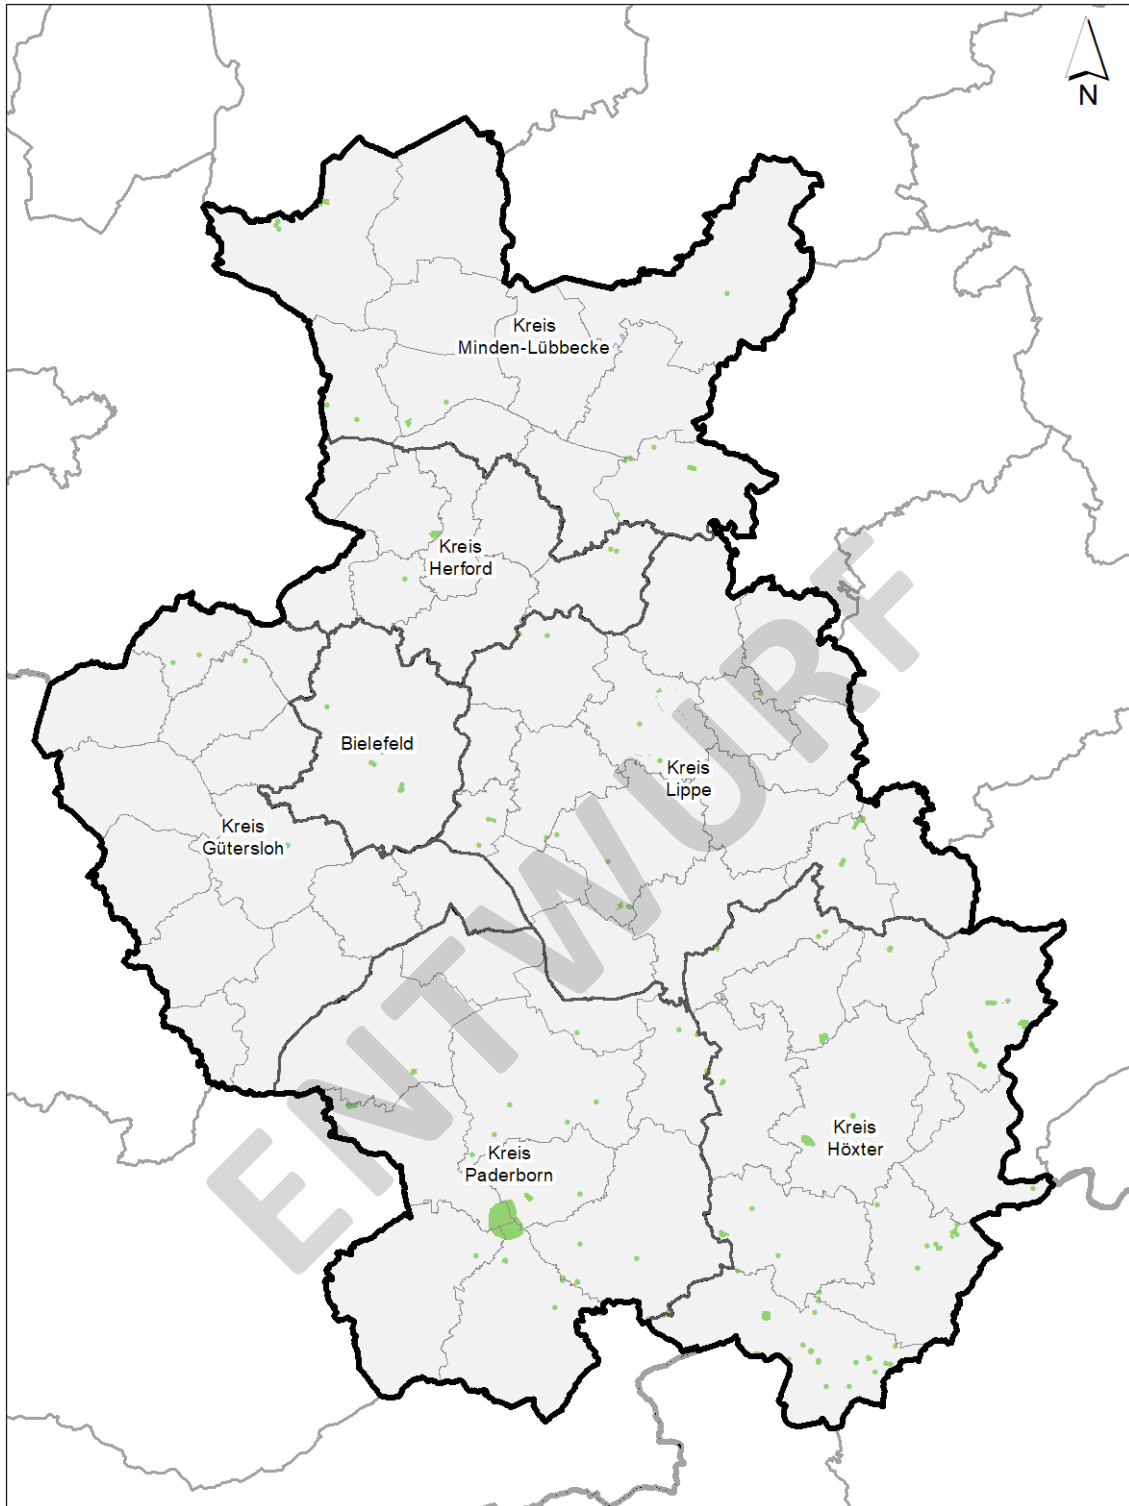 N
Kreis
Minden-Lübbecke
Kreis
Herford
Bielefeld
Kreis
Lippe
Kreis
Gütersloh
Kreis
Höxter
Kreis
Paderborn
ENTWURF